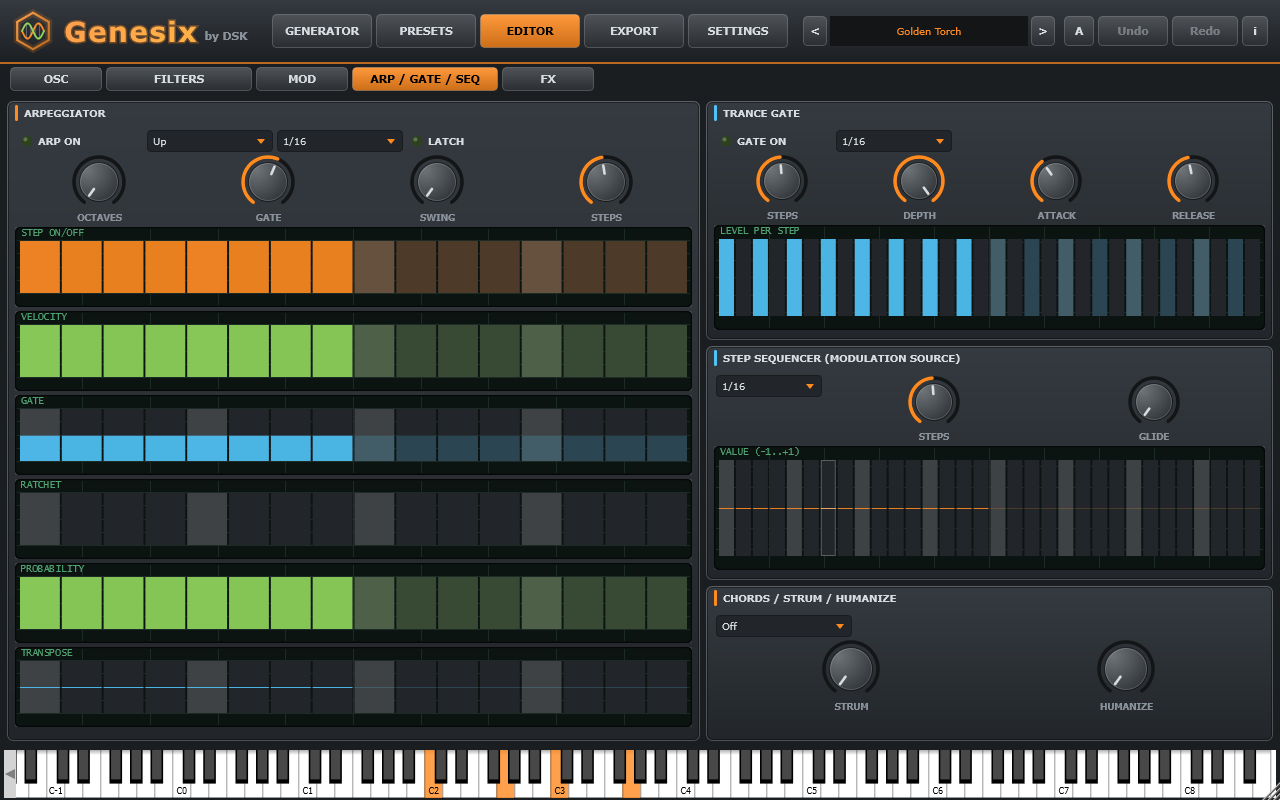 Genesix by DSK
GENERATOR PRESETS EDITOR EXPORT SETTINGS < Golden Torch > A Undo Redo i
OSC FILTERS MOD ARP / GATE / SEQ FX
ARPEGGIATOR
ARP ON Up 1/16 LATCH
OCTAVES GATE SWING STEPS
STEP ON/OFF
VELOCITY
GATE
RATCHET
PROBABILITY
TRANSPOSE
TRANCE GATE
GATE ON 1/16
STEPS DEPTH ATTACK RELEASE
LEVEL PER STEP
STEP SEQUENCER (MODULATION SOURCE)
1/16
STEPS GLIDE
VALUE (-1..+1)
CHORDS / STRUM / HUMANIZE
Off
STRUM HUMANIZE
C-1 C0 C1 C2 C3 C4 C5 C6 C7 C8